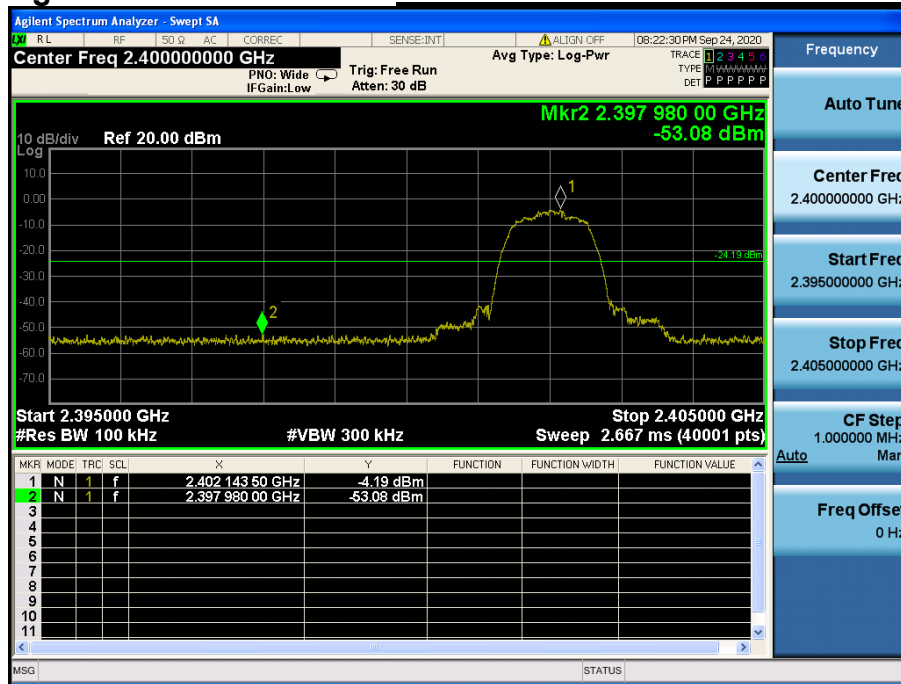 Agilent Spectrum Analyzer - Swept SA
LXI RL RF 50 Ω AC CORREC SENSE:INT ALIGN OFF 08:22:30 PM Sep 24, 2020
Center Freq 2.400000000 GHz
PNO: Wide
IFGain:Low
Trig: Free Run
Atten: 30 dB
Avg Type: Log-Pwr
TRACE 1 2 3 4 5 6
TYPE MWWWWW
DET P P P P P P
Mkr2 2.397 980 00 GHz
-53.08 dBm
10 dB/div Ref 20.00 dBm
Log
10.0
0.00
-10.0
-20.0
-30.0
-40.0
-50.0
-60.0
-70.0
1
2
-24.19 dBm
Start 2.395000 GHz Stop 2.405000 GHz
#Res BW 100 kHz #VBW 300 kHz Sweep 2.667 ms (40001 pts)
MKR MODE TRC SCL X Y FUNCTION FUNCTION WIDTH FUNCTION VALUE
1 N 1 f 2.402 143 50 GHz -4.19 dBm
2 N 1 f 2.397 980 00 GHz -53.08 dBm
3
4
5
6
7
8
9
10
11
MSG STATUS
Frequency
Auto Tune
Center Freq
2.400000000 GHz
Start Freq
2.395000000 GHz
Stop Freq
2.405000000 GHz
CF Step
1.000000 MHz
Auto Man
Freq Offset
0 Hz